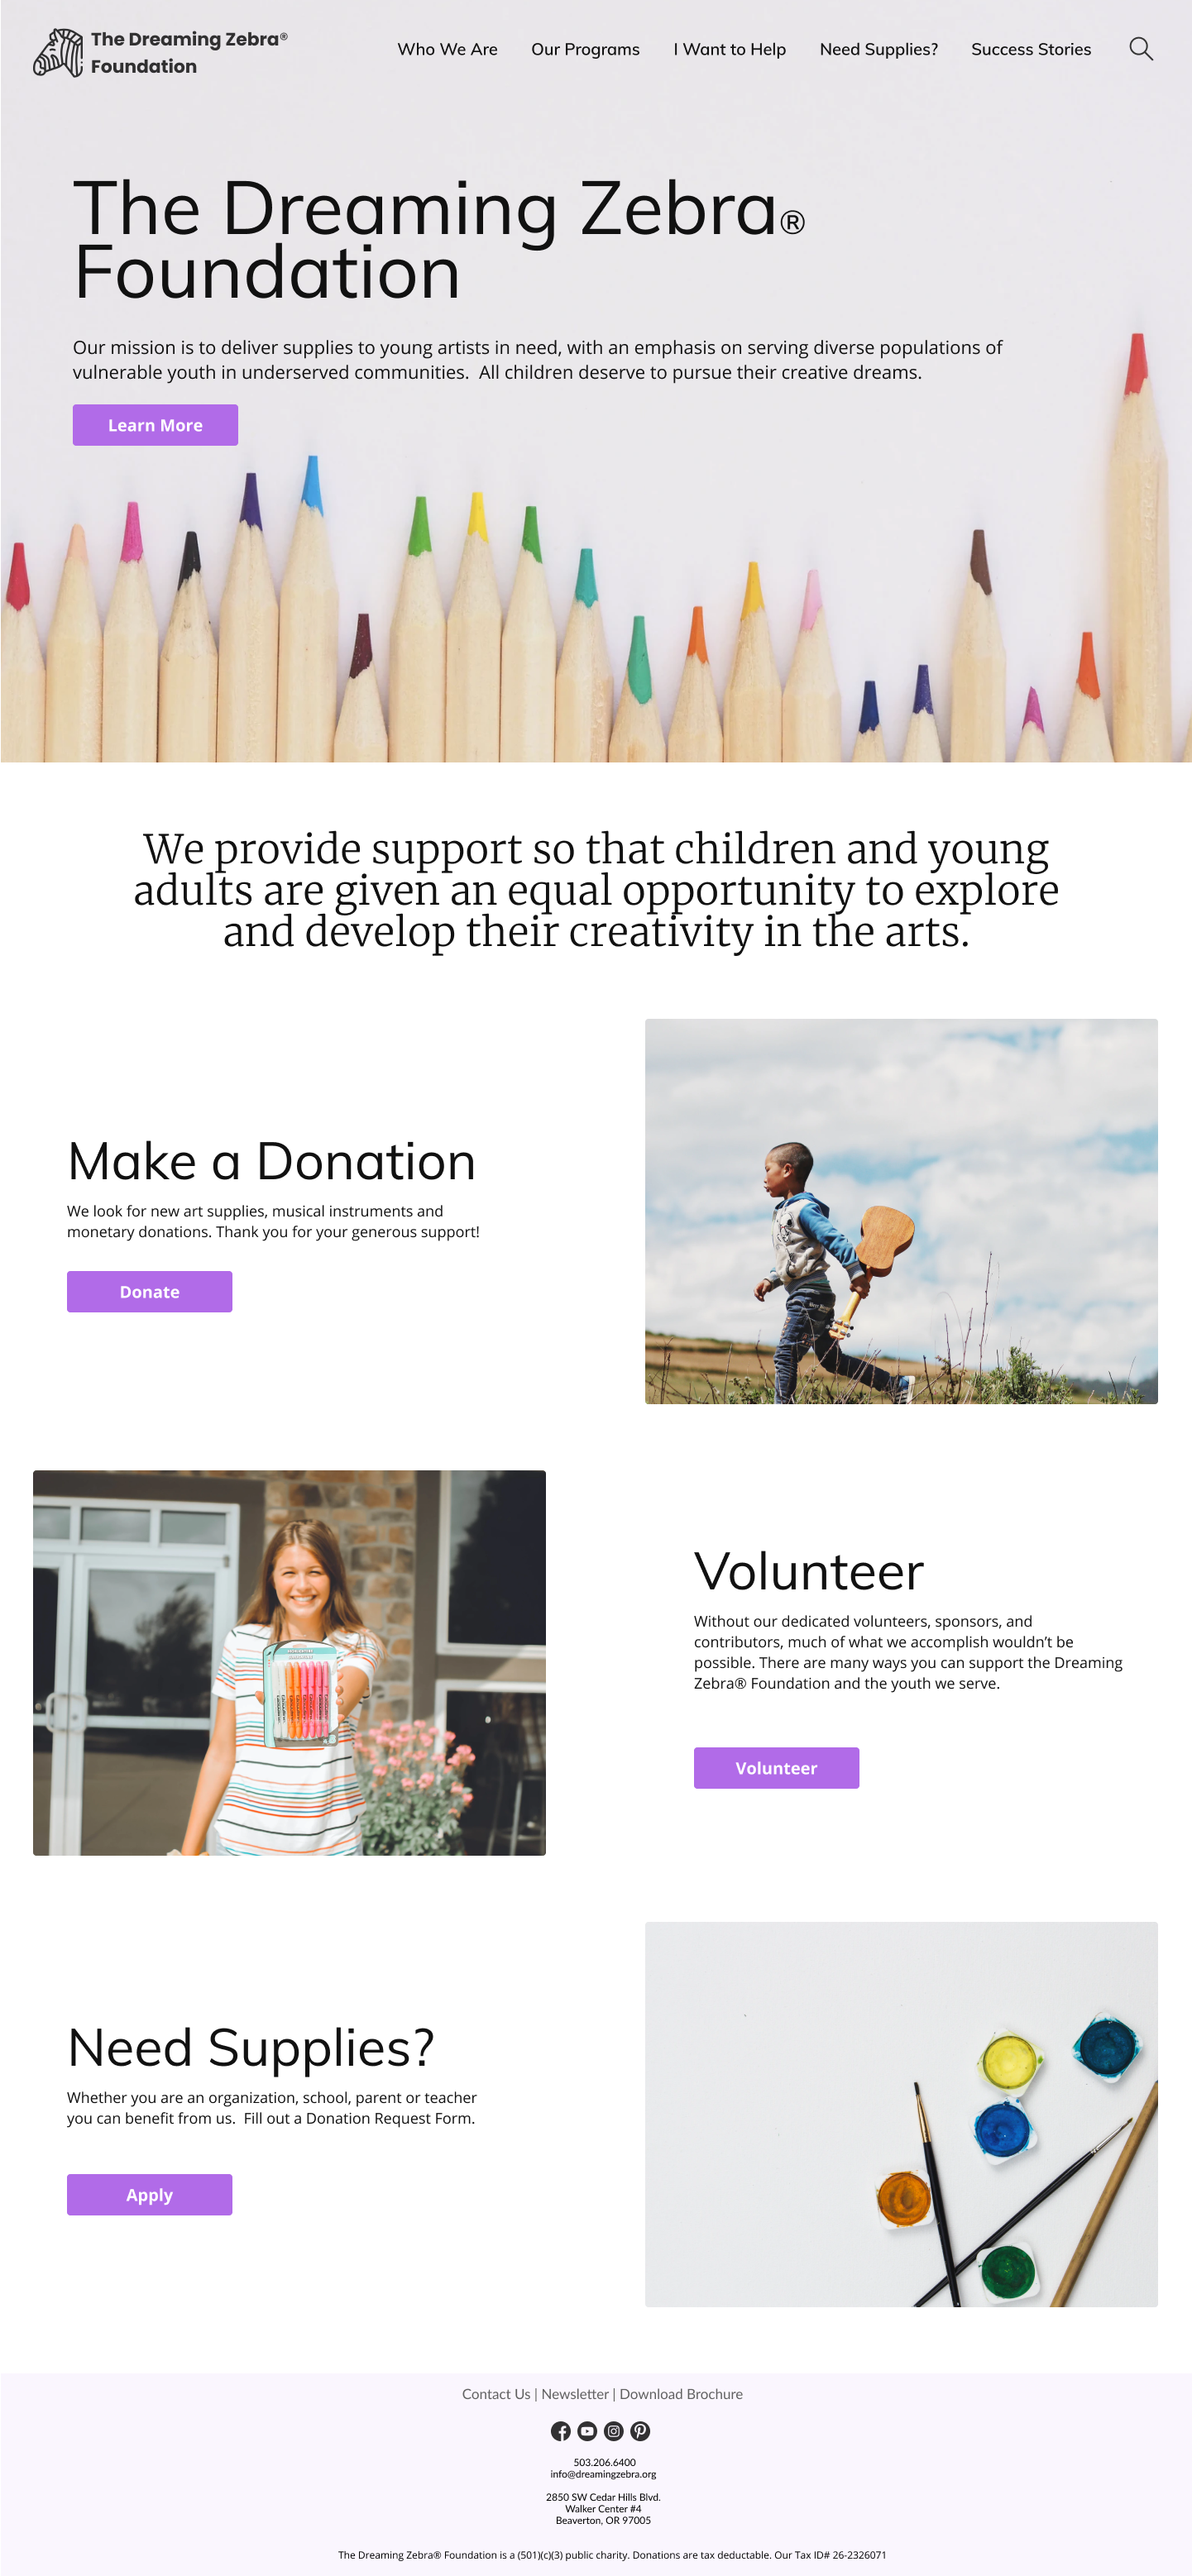 The Dreaming Zebra®
Foundation
Who We Are
Our Programs
I Want to Help
Need Supplies?
Success Stories
The Dreaming Zebra®
Foundation
Our mission is to deliver supplies to young artists in need, with an emphasis on serving diverse populations of
vulnerable youth in underserved communities.  All children deserve to pursue their creative dreams.
Learn More
We provide support so that children and young
adults are given an equal opportunity to explore
and develop their creativity in the arts.
Make a Donation
We look for new art supplies, musical instruments and
monetary donations. Thank you for your generous support!
Donate
Volunteer
Without our dedicated volunteers, sponsors, and
contributors, much of what we accomplish wouldn't be
possible. There are many ways you can support the Dreaming
Zebra® Foundation and the youth we serve.
Volunteer
Need Supplies?
Whether you are an organization, school, parent or teacher
you can benefit from us.  Fill out a Donation Request Form.
Apply
Contact Us | Newsletter | Download Brochure
503.206.6400
info@dreamingzebra.org
2850 SW Cedar Hills Blvd.
Walker Center #4
Beaverton, OR 97005
The Dreaming Zebra® Foundation is a (501)(c)(3) public charity. Donations are tax deductable. Our Tax ID# 26-2326071